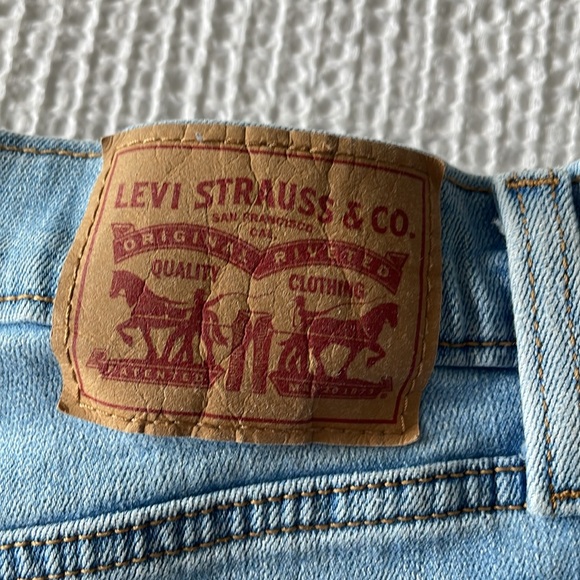 LEVI STRAUSS & CO.
SAN FRANCISCO
CAL
ORIGINAL RIVETED
QUALITY CLOTHING